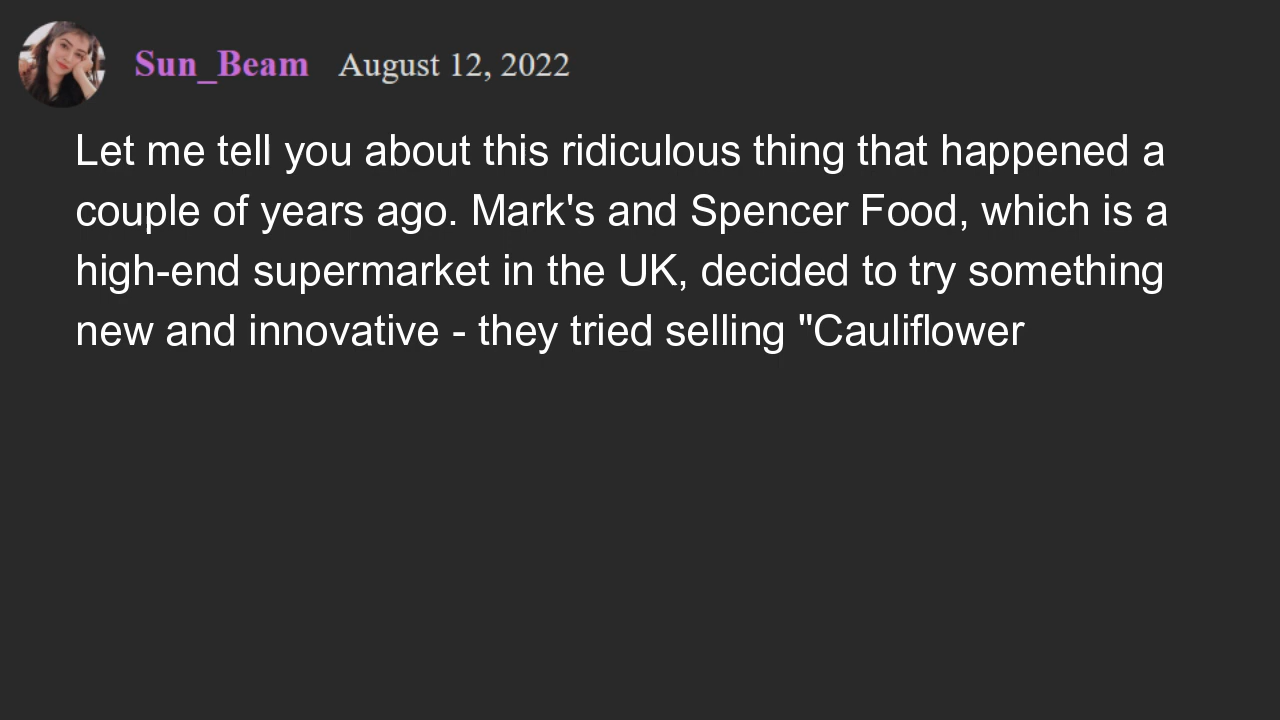 Sun_Beam August 12, 2022
Let me tell you about this ridiculous thing that happened a
couple of years ago. Mark's and Spencer Food, which is a
high-end supermarket in the UK, decided to try something
new and innovative - they tried selling "Cauliflower